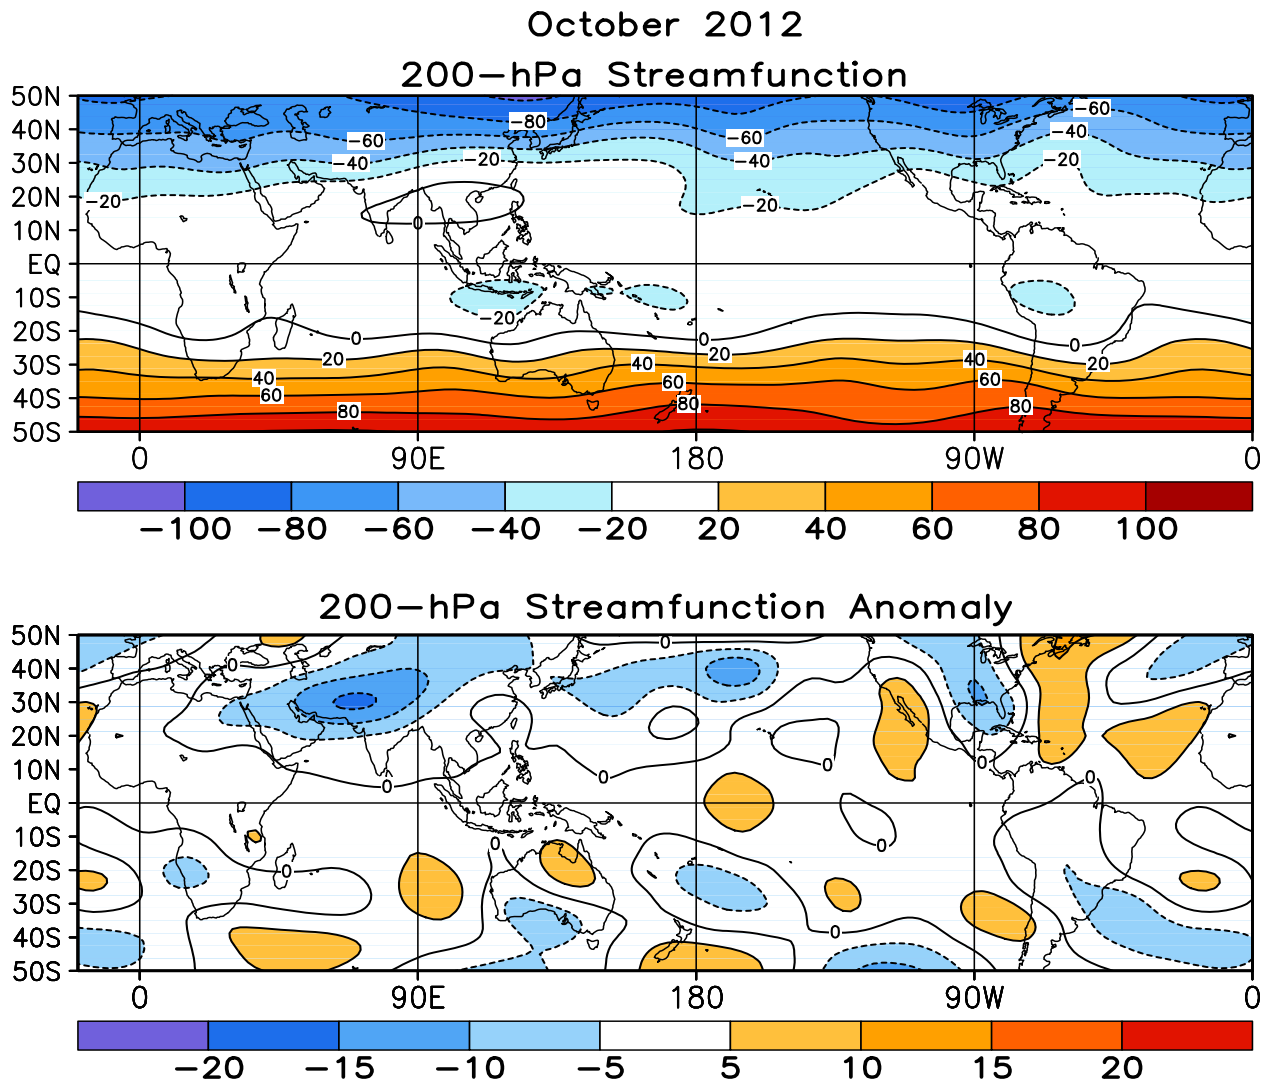 October 2012
200-hPa Streamfunction
50N
40N
30N
20N
10N
EQ
10S
20S
30S
40S
50S
-80
-60
-60
-60
-40
-40
-40
-20
-20
-20
-20
0
-20
0
0
0
20
20
20
40
40
40
60
60
60
80
80
80
0 90E 180 90W 0
-100 -80 -60 -40 -20 20 40 60 80 100
200-hPa Streamfunction Anomaly
50N
40N
30N
20N
10N
EQ
10S
20S
30S
40S
50S
0
0
0
0
0
0
0
0
0
0
0
0 90E 180 90W 0
-20 -15 -10 -5 5 10 15 20